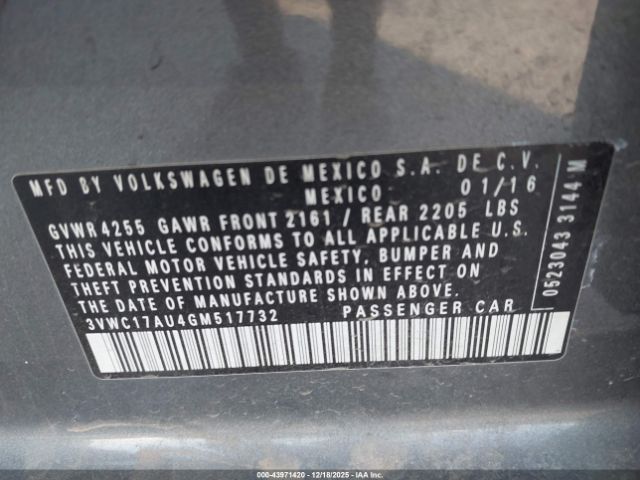 MFD BY VOLKSWAGEN DE MEXICO S.A. DE C.V.
MEXICO: 01/16
GVWR 4255 GAWR FRONT 2161 / REAR 2205 LBS
THIS VEHICLE CONFORMS TO ALL APPLICABLE U.S.
FEDERAL MOTOR VEHICLE SAFETY, BUMPER AND
THEFT PREVENTION STANDARDS IN EFFECT ON
THE DATE OF MANUFACTURE SHOWN ABOVE.
3VWC17AU4GM517732 PASSENGER CAR
0523043 3144 M
000-43971420 - 12/18/2025 - IAA, Inc.